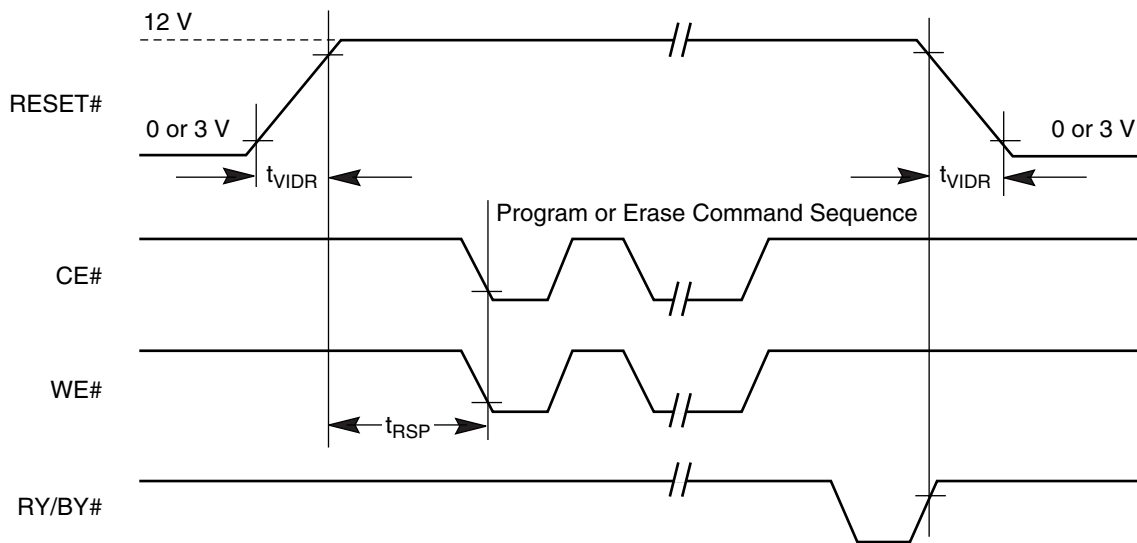 12 V
RESET#
0 or 3 V
0 or 3 V
tVIDR
tVIDR
Program or Erase Command Sequence
CE#
WE#
tRSP
RY/BY#